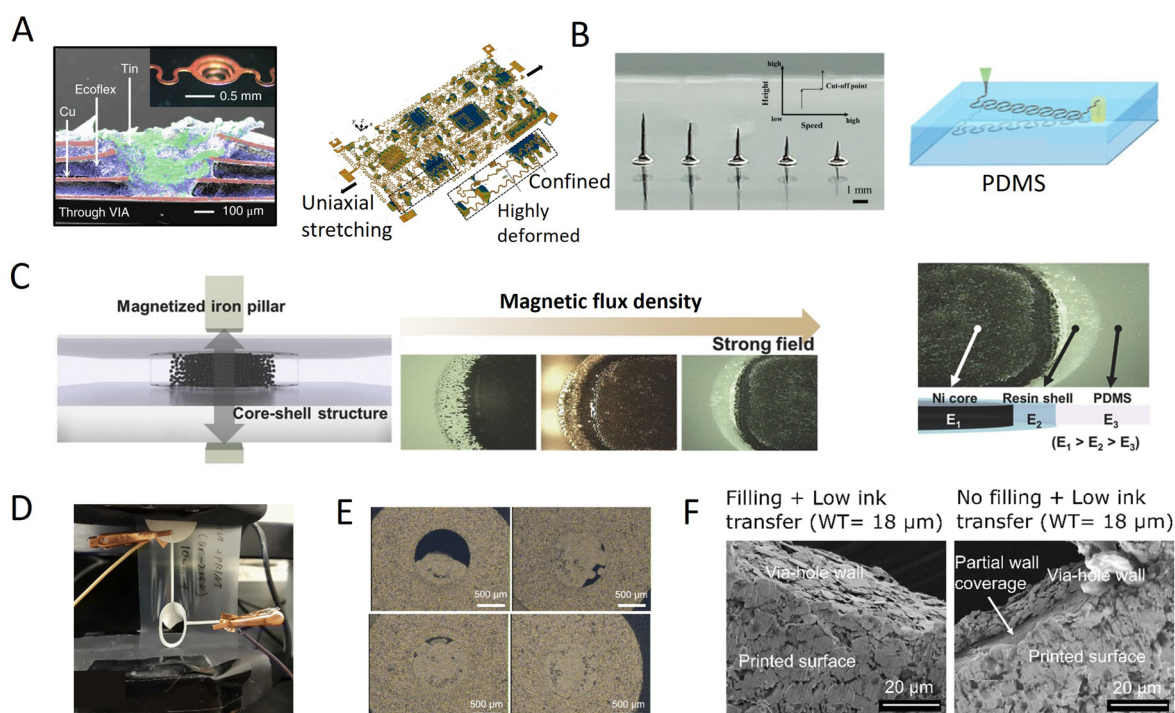 A
Tin
Ecoflex
Cu
0.5 mm
Through VIA
100 µm
Uniaxial
stretching
Confined
Highly
deformed
B
high
Height
Cut-off point
low
Speed
high
1 mm
PDMS
C
Magnetized iron pillar
Core-shell structure
Magnetic flux density
Strong field
Ni core
Resin shell
PDMS
E1
E2
E3
(E1 > E2 > E3)
D
E
500 µm
500 µm
500 µm
500 µm
F
Filling + Low ink
transfer (WT= 18 µm)
Via-hole wall
Printed surface
20 µm
No filling + Low ink
transfer (WT= 18 µm)
Partial wall
coverage
Via-hole wall
Printed surface
20 µm